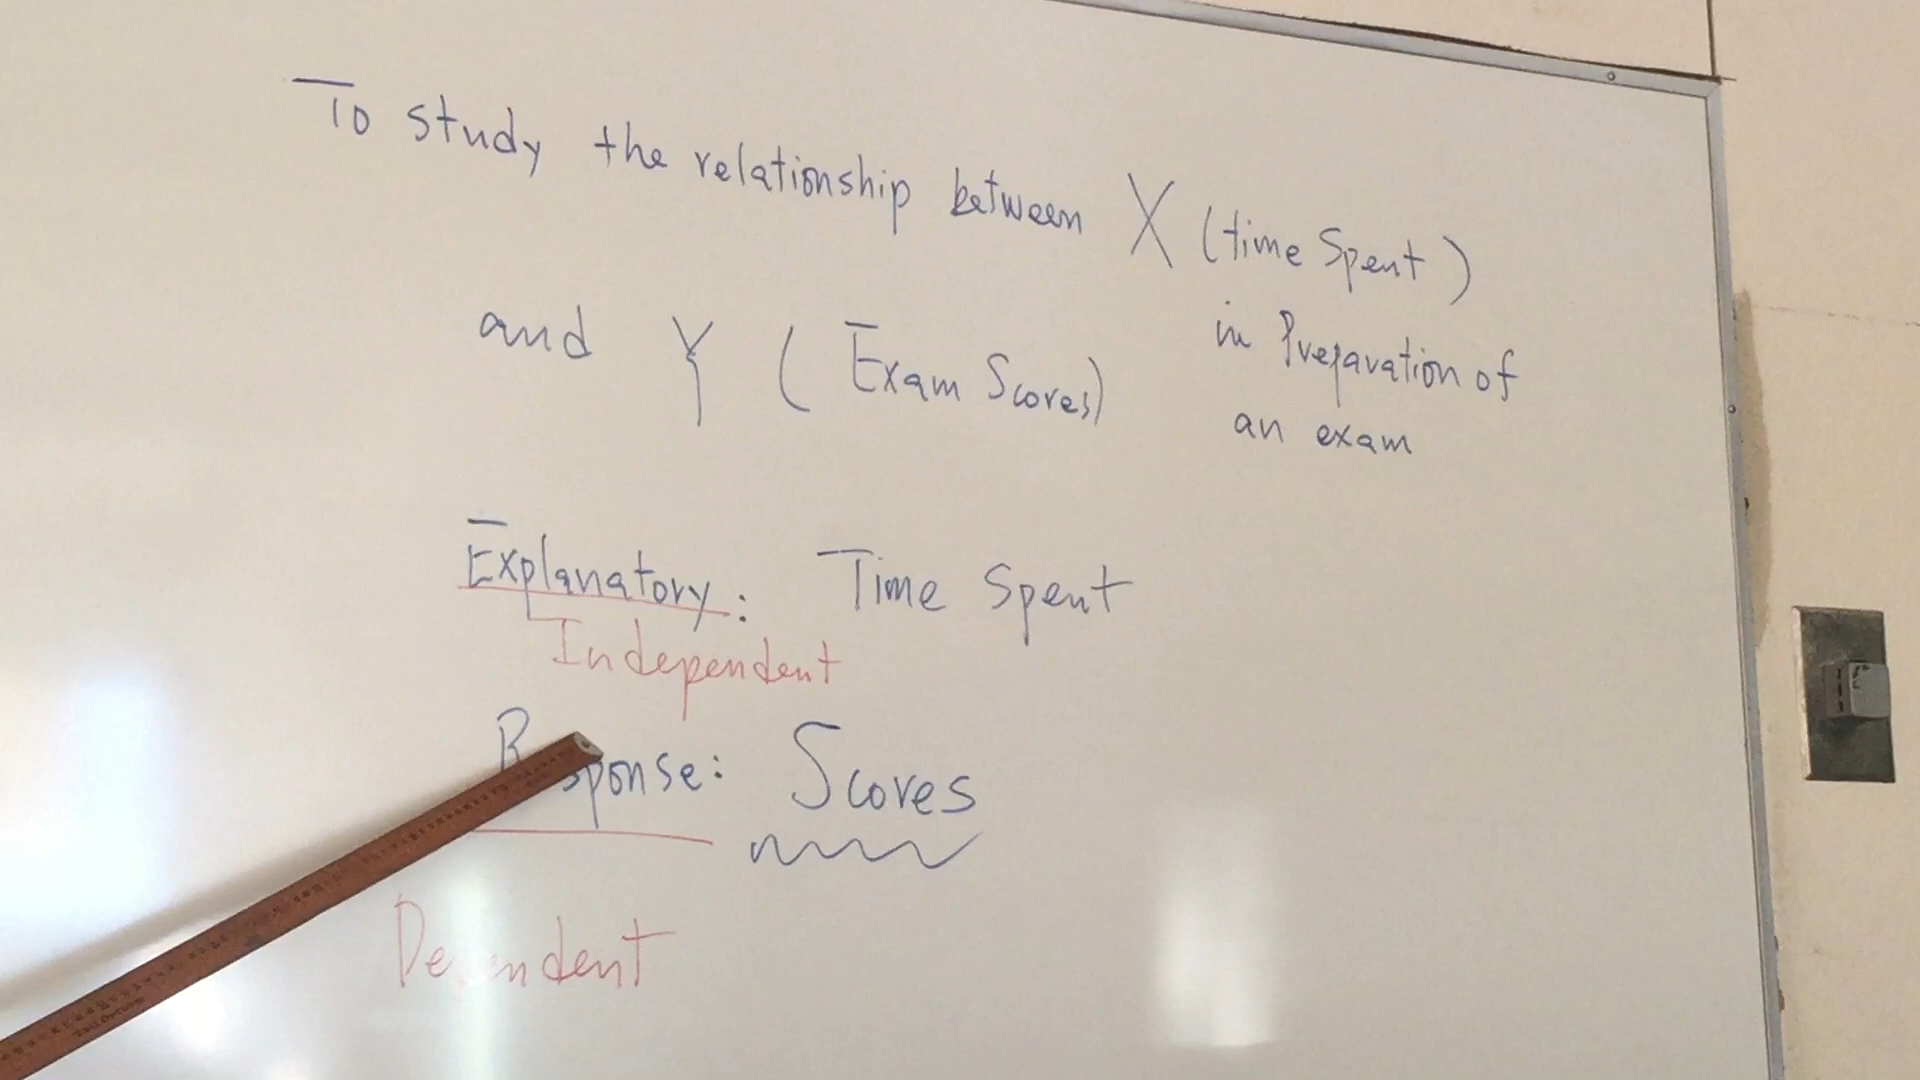 To study the relationship between X (time Spent)
in Preparation of
an exam
and Y (Exam Scores)
Explanatory: Time Spent
Independent
Response: Scores
Dependent